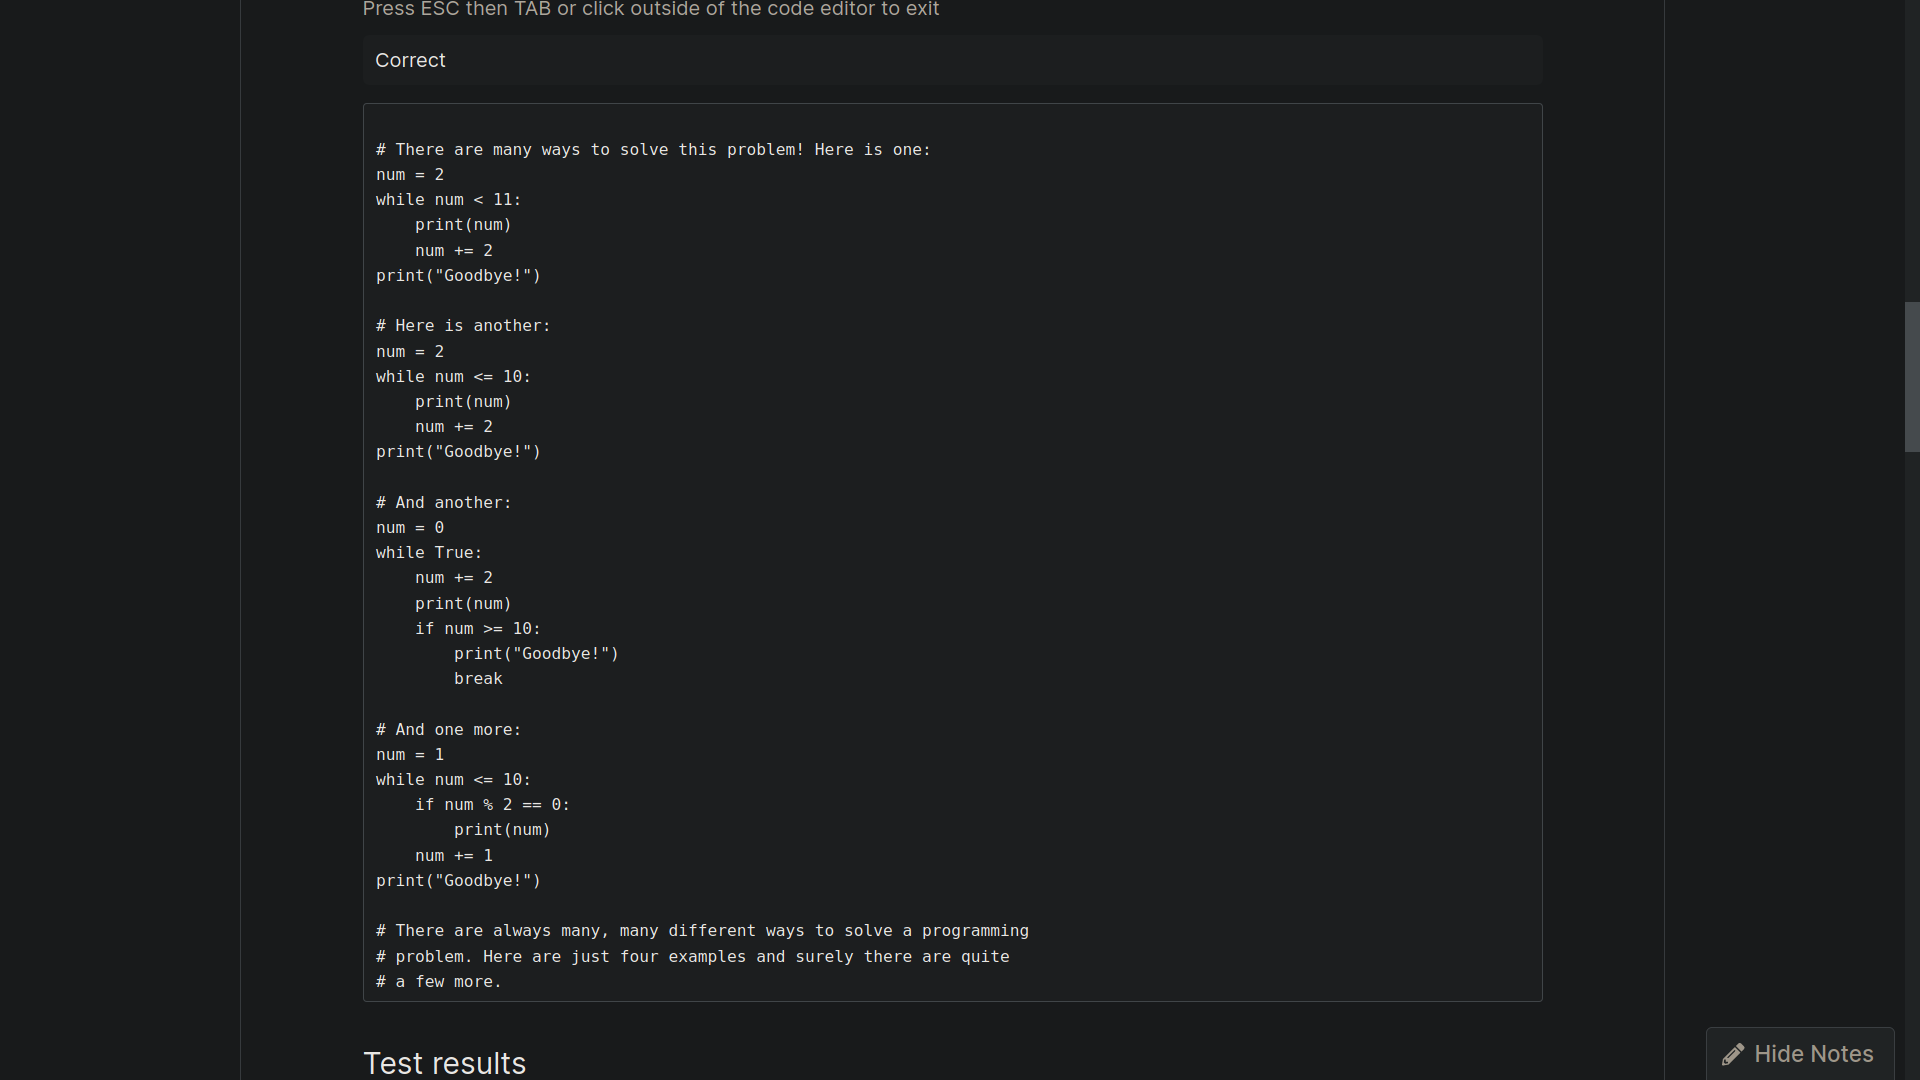 Press ESC then TAB or click outside of the code editor to exit
Correct
# There are many ways to solve this problem! Here is one:
num = 2
while num < 11:
    print(num)
    num += 2
print("Goodbye!")

# Here is another:
num = 2
while num <= 10:
    print(num)
    num += 2
print("Goodbye!")

# And another:
num = 0
while True:
    num += 2
    print(num)
    if num >= 10:
        print("Goodbye!")
        break

# And one more:
num = 1
while num <= 10:
    if num % 2 == 0:
        print(num)
    num += 1
print("Goodbye!")

# There are always many, many different ways to solve a programming
# problem. Here are just four examples and surely there are quite
# a few more.
Test results
Hide Notes